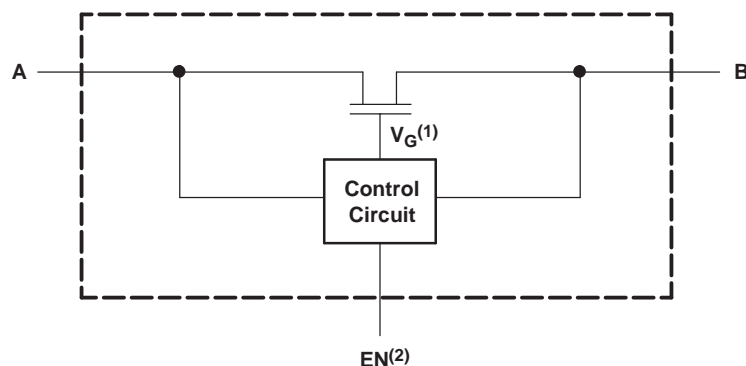 A
B
VG(1)
Control
Circuit
EN(2)